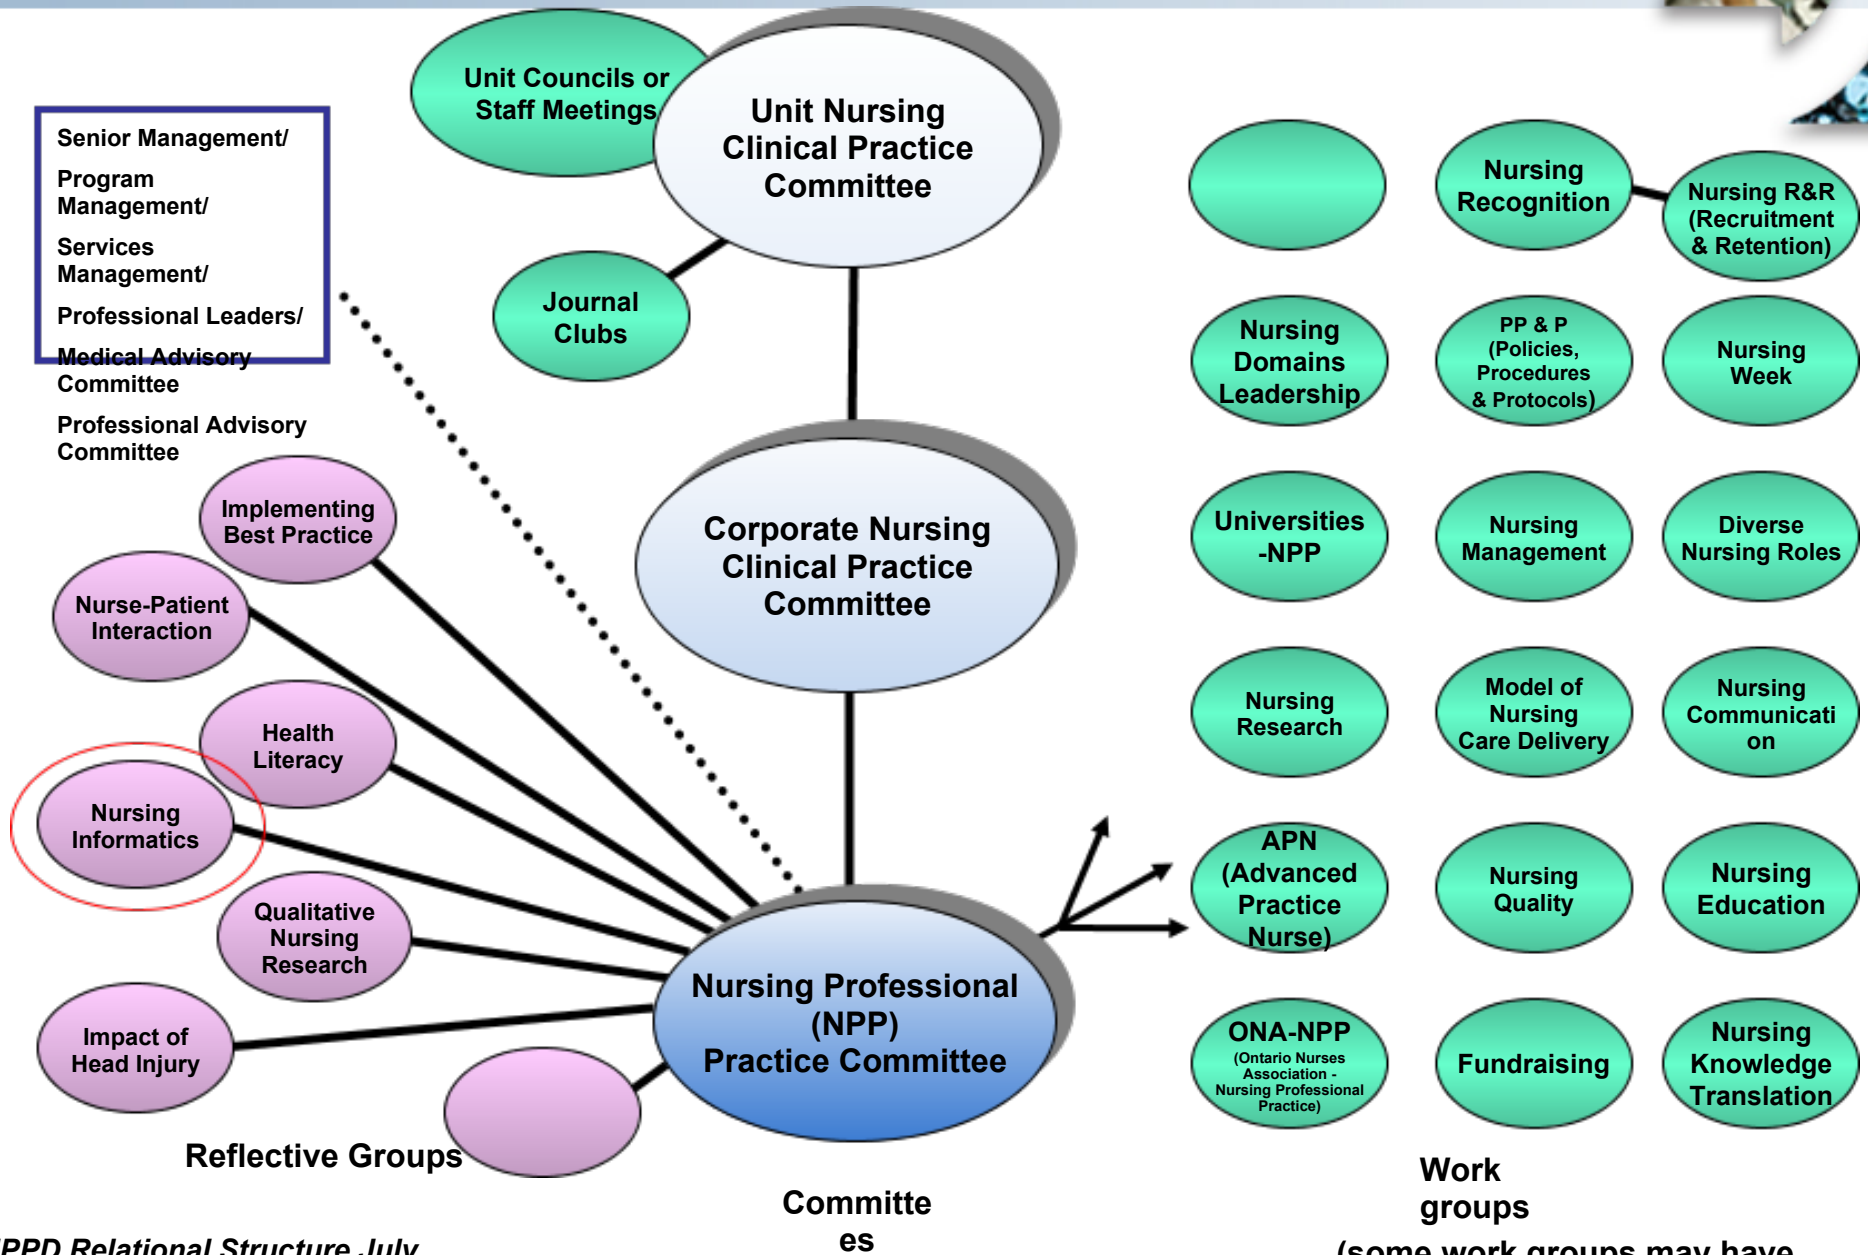 Unit Councils or
Staff Meetings
Unit Nursing
Clinical Practice
Committee
Senior Management/
Program
Management/
Services
Management/
Professional Leaders/
Medical Advisory
Committee
Professional Advisory
Committee
Journal
Clubs
Corporate Nursing
Clinical Practice
Committee
Implementing
Best Practice
Nurse-Patient
Interaction
Health
Literacy
Nursing
Informatics
Qualitative
Nursing
Research
Impact of
Head Injury
Reflective Groups
Nursing Professional
(NPP)
Practice Committee
Committe
es
Nursing
Recognition
Nursing R&R
(Recruitment
& Retention)
Nursing
Domains
Leadership
PP & P
(Policies,
Procedures
& Protocols)
Nursing
Week
Universities
-NPP
Nursing
Management
Diverse
Nursing Roles
Nursing
Research
Model of
Nursing
Care Delivery
Nursing
Communicati
on
APN
(Advanced
Practice
Nurse)
Nursing
Quality
Nursing
Education
ONA-NPP
(Ontario Nurses
Association -
Nursing Professional
Practice)
Fundraising
Nursing
Knowledge
Translation
Work
groups
(some work groups may have
Relational Structure July